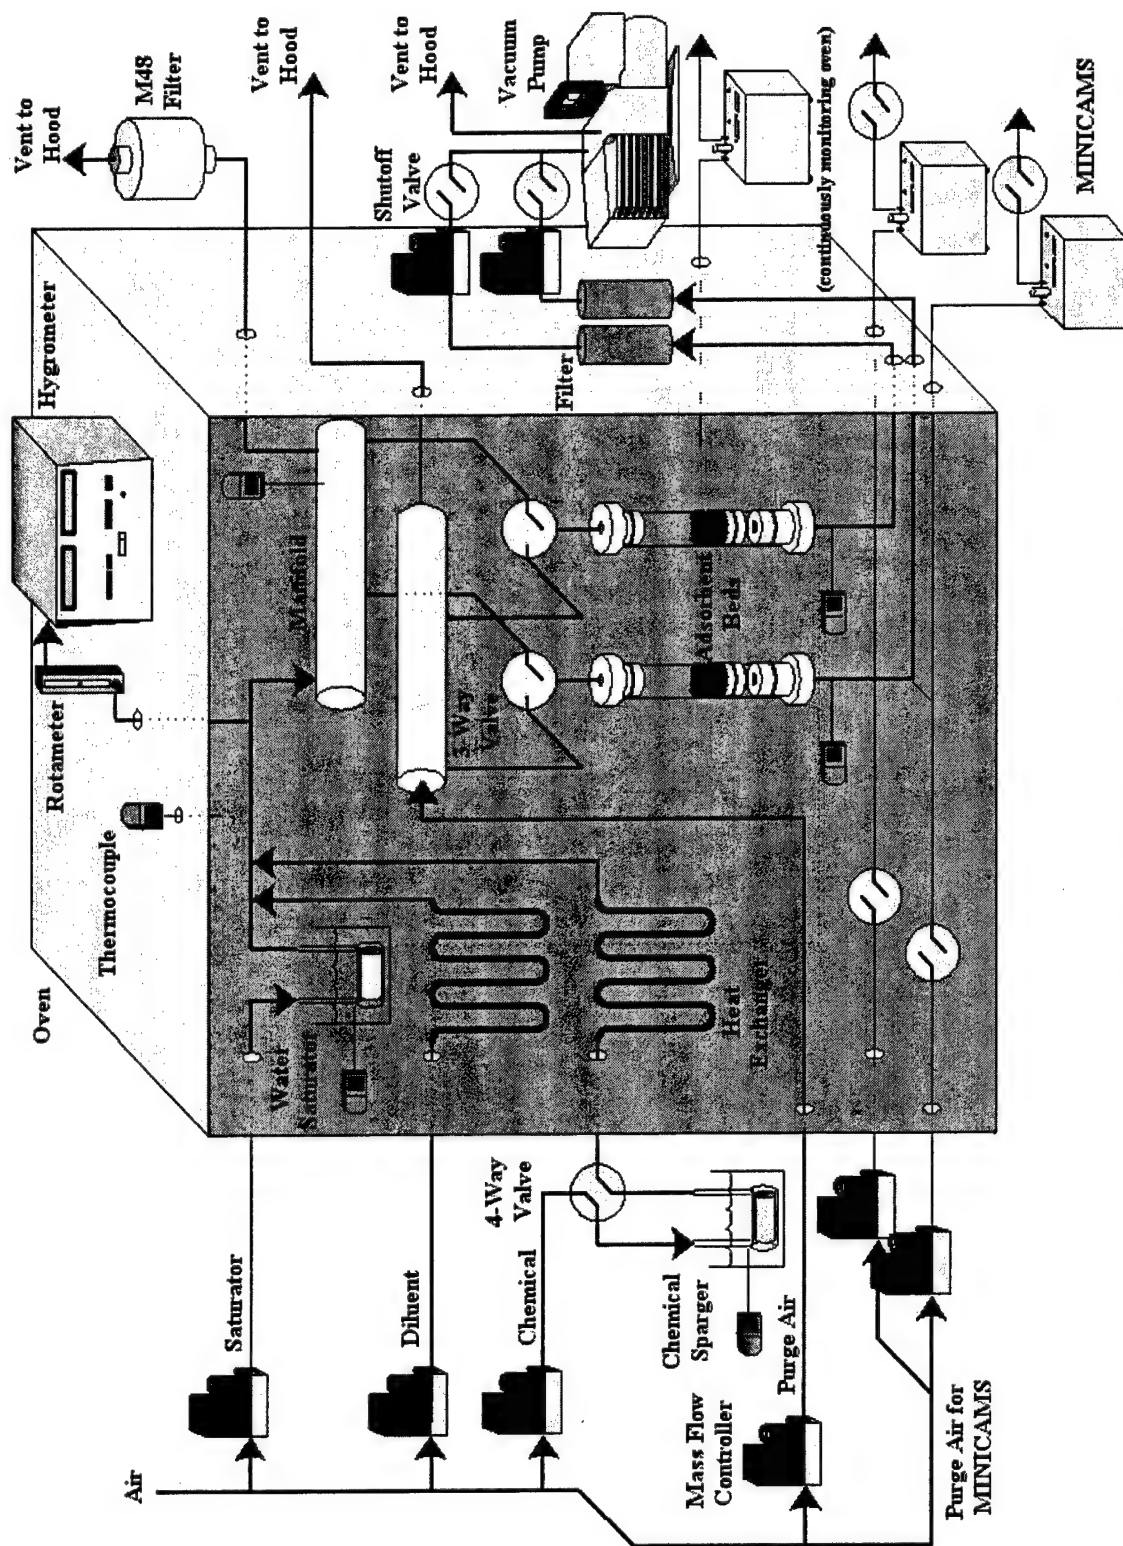 Oven
Thermocouple
Rotameter
Hygrometer
Vent to
Hood
M48
Filter
Vent to
Hood
Vent to
Hood
Vacuum
Pump
Shutoff
Valve
Filter
(continuously monitoring oven)
MINICAMS
Manifold
3-Way
Valve
Adsorbent
Beds
Water
Saturator
Heat
Exchanger
Air
Saturator
Diluent
Chemical
4-Way
Valve
Chemical
Sparger
Mass Flow
Controller
Purge Air
Purge Air for
MINICAMS